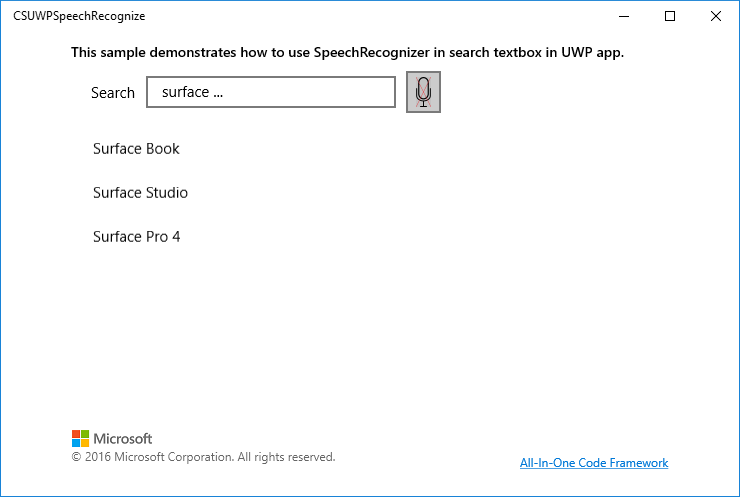 CSUWPSpeechRecognize
This sample demonstrates how to use SpeechRecognizer in search textbox in UWP app.
Search surface ...
Surface Book
Surface Studio
Surface Pro 4
Microsoft
© 2016 Microsoft Corporation. All rights reserved.
All-In-One Code Framework